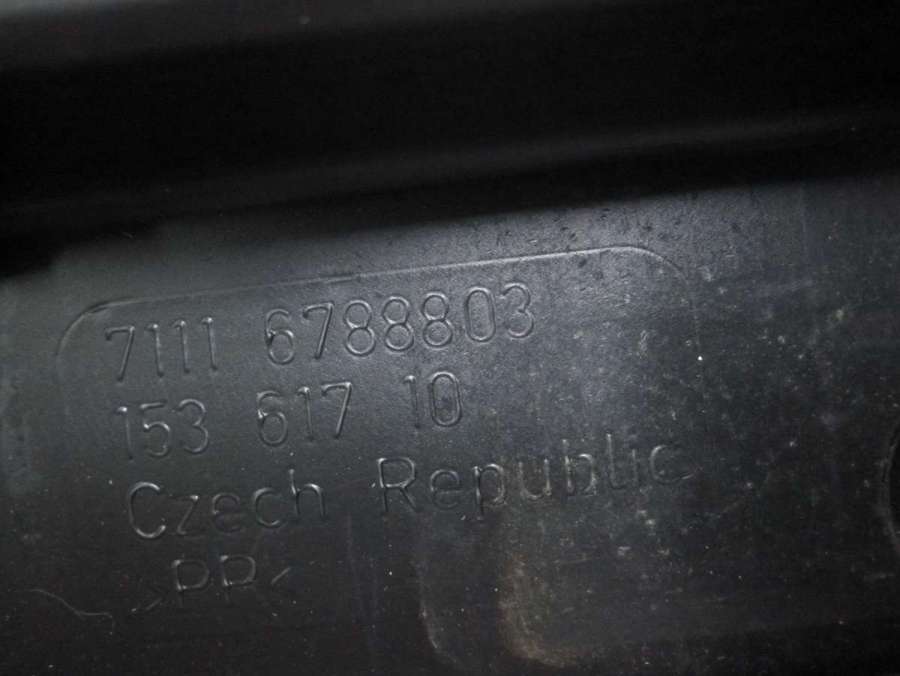 7111 6788803
153 617 10
Czech Republic
>PP<